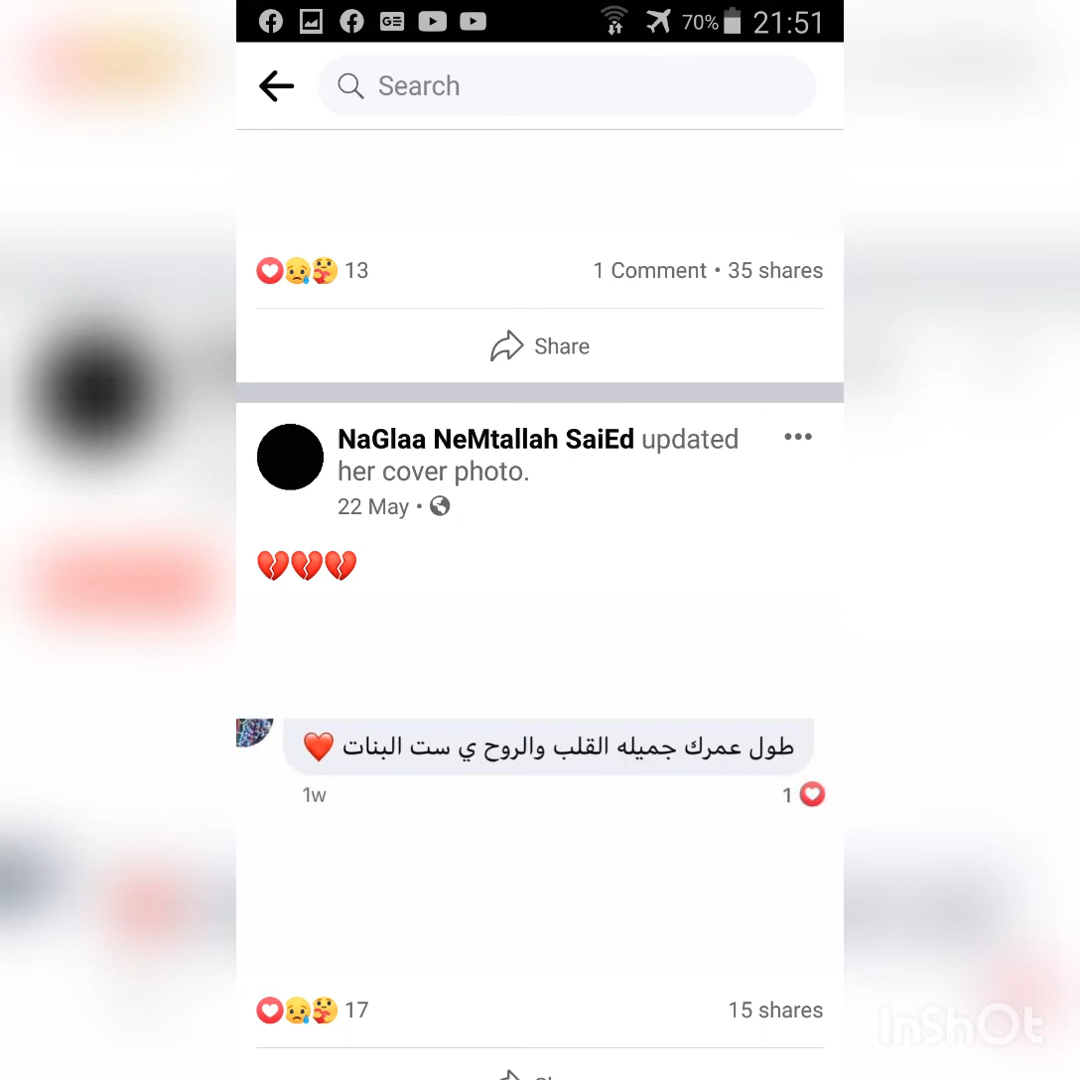 70% 21:51
Search
13 1 Comment • 35 shares
Share
NaGlaa NeMtallah SaiEd updated
her cover photo.
22 May
طول عمرك جميله القلب والروح ي ست البنات
1w 1
17 15 shares
InShOt